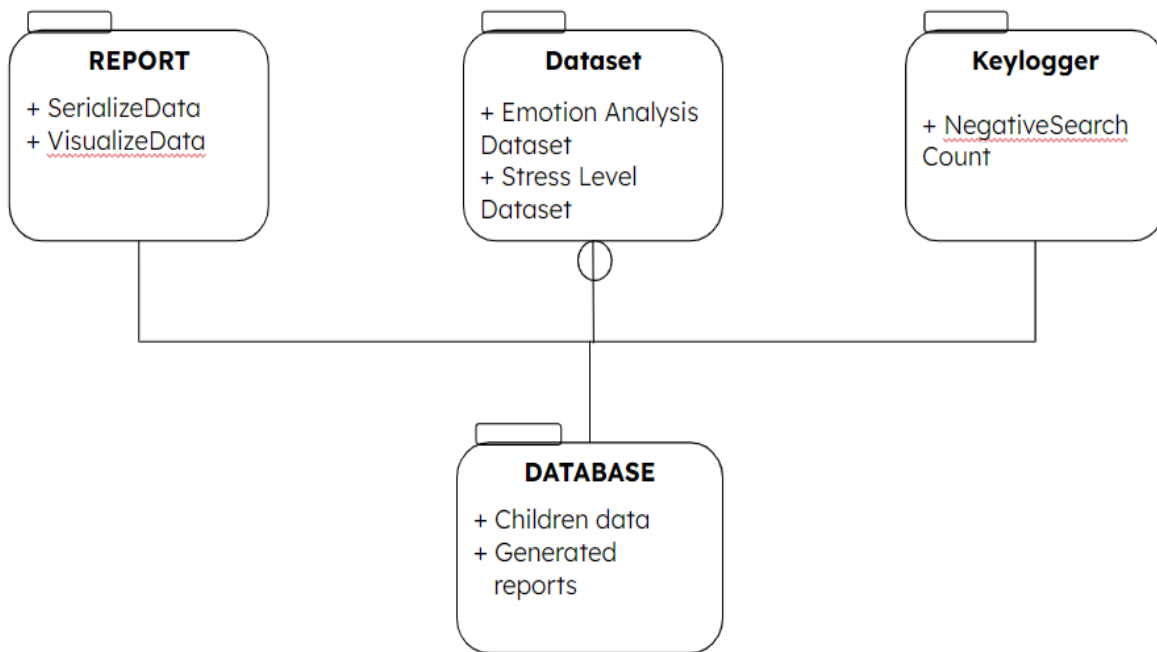 REPORT
+ SerializeData
+ VisualizeData
Dataset
+ Emotion Analysis
Dataset
+ Stress Level
Dataset
Keylogger
+ NegativeSearch
Count
DATABASE
+ Children data
+ Generated
reports